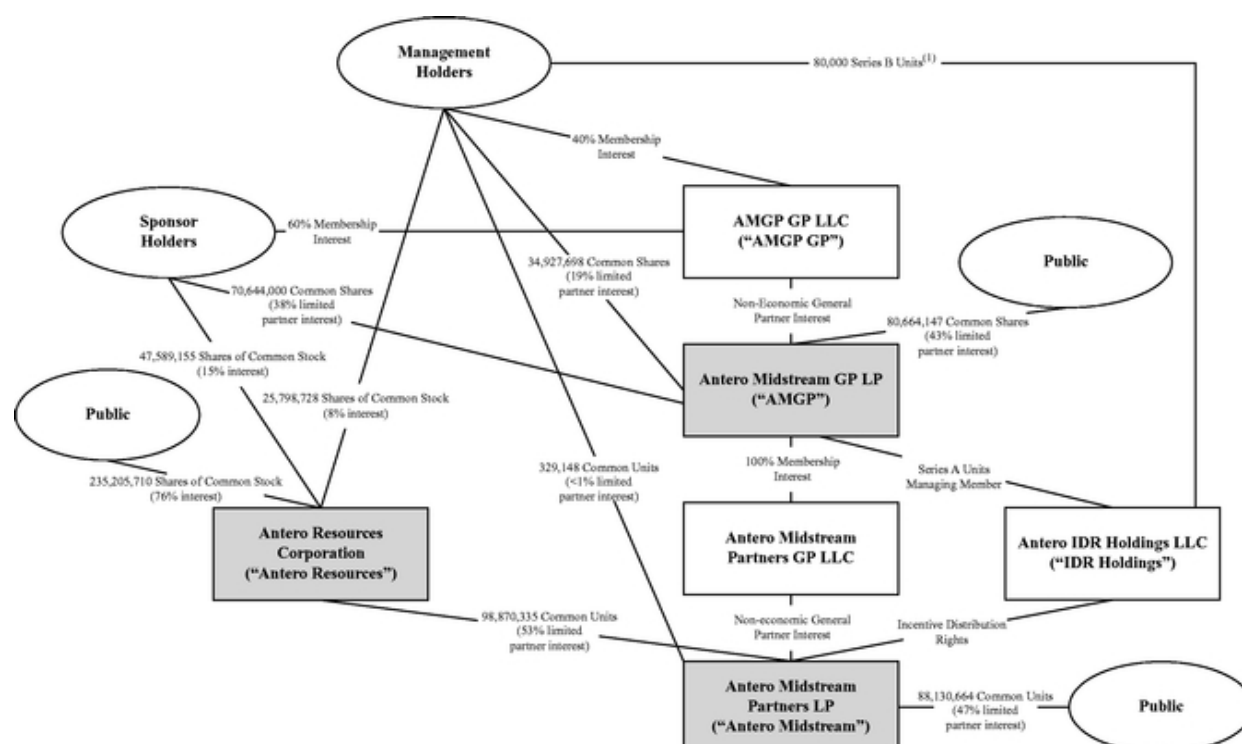 Management
Holders
80,000 Series B Units(1)
40% Membership
Interest
Sponsor
Holders
60% Membership
Interest
AMGP GP LLC
(“AMGP GP”)
Public
34,927,698 Common Shares
(19% limited
partner interest)
70,644,000 Common Shares
(38% limited
partner interest)
Non-Economic General
Partner Interest
80,664,147 Common Shares
(43% limited
partner interest)
47,589,155 Shares of Common Stock
(15% interest)
Antero Midstream GP LP
(“AMGP”)
Public
25,798,728 Shares of Common Stock
(8% interest)
235,205,710 Shares of Common Stock
(76% interest)
329,148 Common Units
(<1% limited
partner interest)
100% Membership
Interest
Series A Units
Managing Member
Antero Resources
Corporation
(“Antero Resources”)
Antero Midstream
Partners GP LLC
Antero IDR Holdings LLC
(“IDR Holdings”)
98,870,335 Common Units
(53% limited
partner interest)
Non-economic General
Partner Interest
Incentive Distribution
Rights
Antero Midstream
Partners LP
(“Antero Midstream”)
88,130,664 Common Units
(47% limited
partner interest)
Public